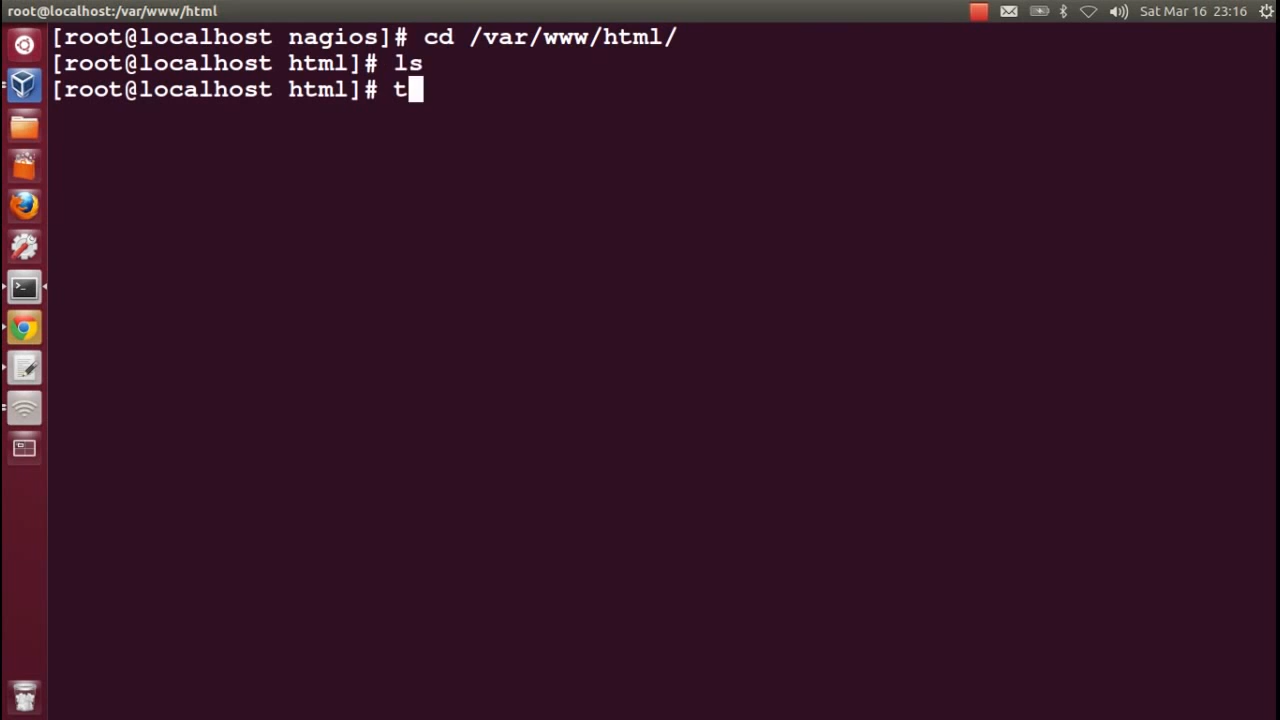 root@localhost:/var/www/html
Sat Mar 16 23:16
[root@localhost nagios]# cd /var/www/html/
[root@localhost html]# ls
[root@localhost html]# t